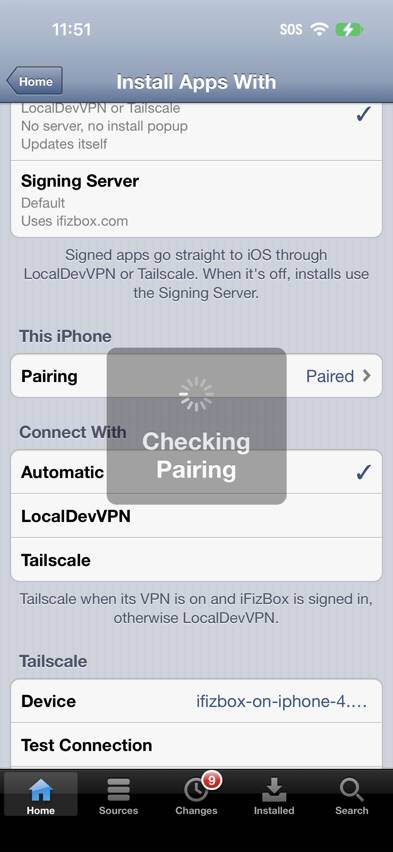 11:51
SOS
Home
Install Apps With
LocalDevVPN or Tailscale
No server, no install popup
Updates itself
Signing Server
Default
Uses ifizbox.com
Signed apps go straight to iOS through
LocalDevVPN or Tailscale. When it's off, installs use
the Signing Server.
This iPhone
Pairing
Paired
Checking
Pairing
Connect With
Automatic
LocalDevVPN
Tailscale
Tailscale when its VPN is on and iFizBox is signed in,
otherwise LocalDevVPN.
Tailscale
Device
ifizbox-on-iphone-4....
Test Connection
9
Home
Sources
Changes
Installed
Search